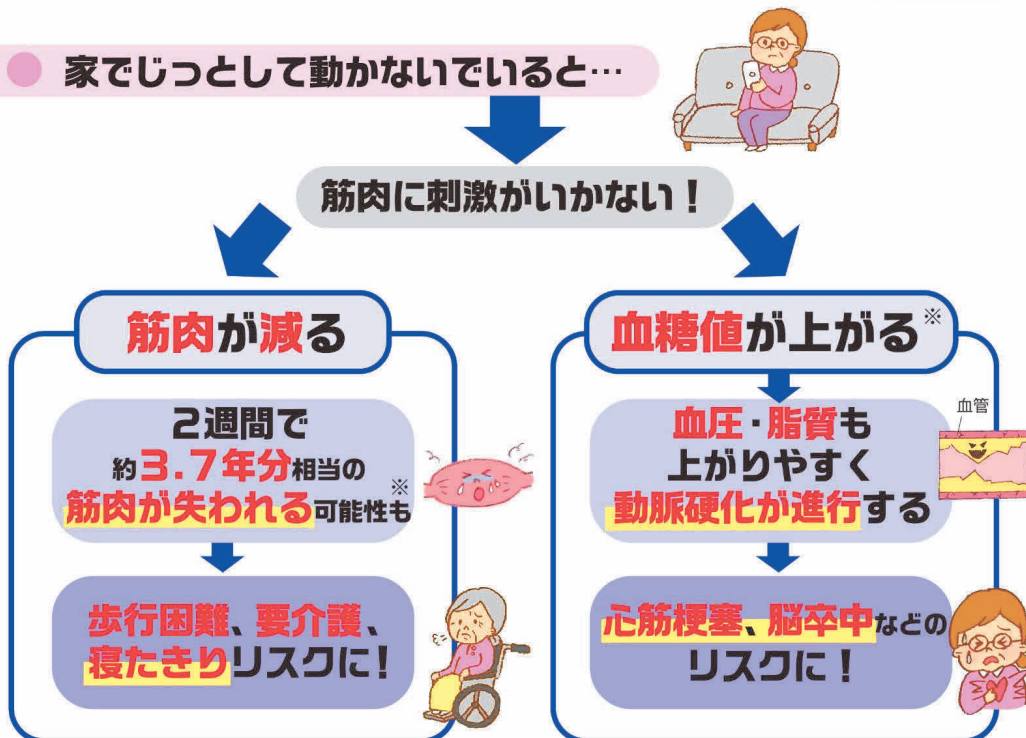 家でじっとして動かないでいると…
筋肉に刺激がいかない！
筋肉が減る
2週間で
約3.7年分相当の
筋肉が失われる可能性も※
歩行困難、要介護、
寝たきりリスクに！
血糖値が上がる※
血圧・脂質も
上がりやすく
動脈硬化が進行する
血管
心筋梗塞、脳卒中などの
リスクに！